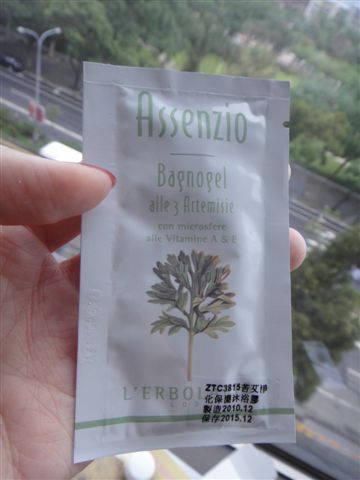 Assenzio
Bagnogel
alle 3 Artemisie
con microsfere
alle Vitamine A & E
L'ERBOL
ZTC3815苦艾淨
化保濕沐浴膠
製造2010.12
保存2015.12